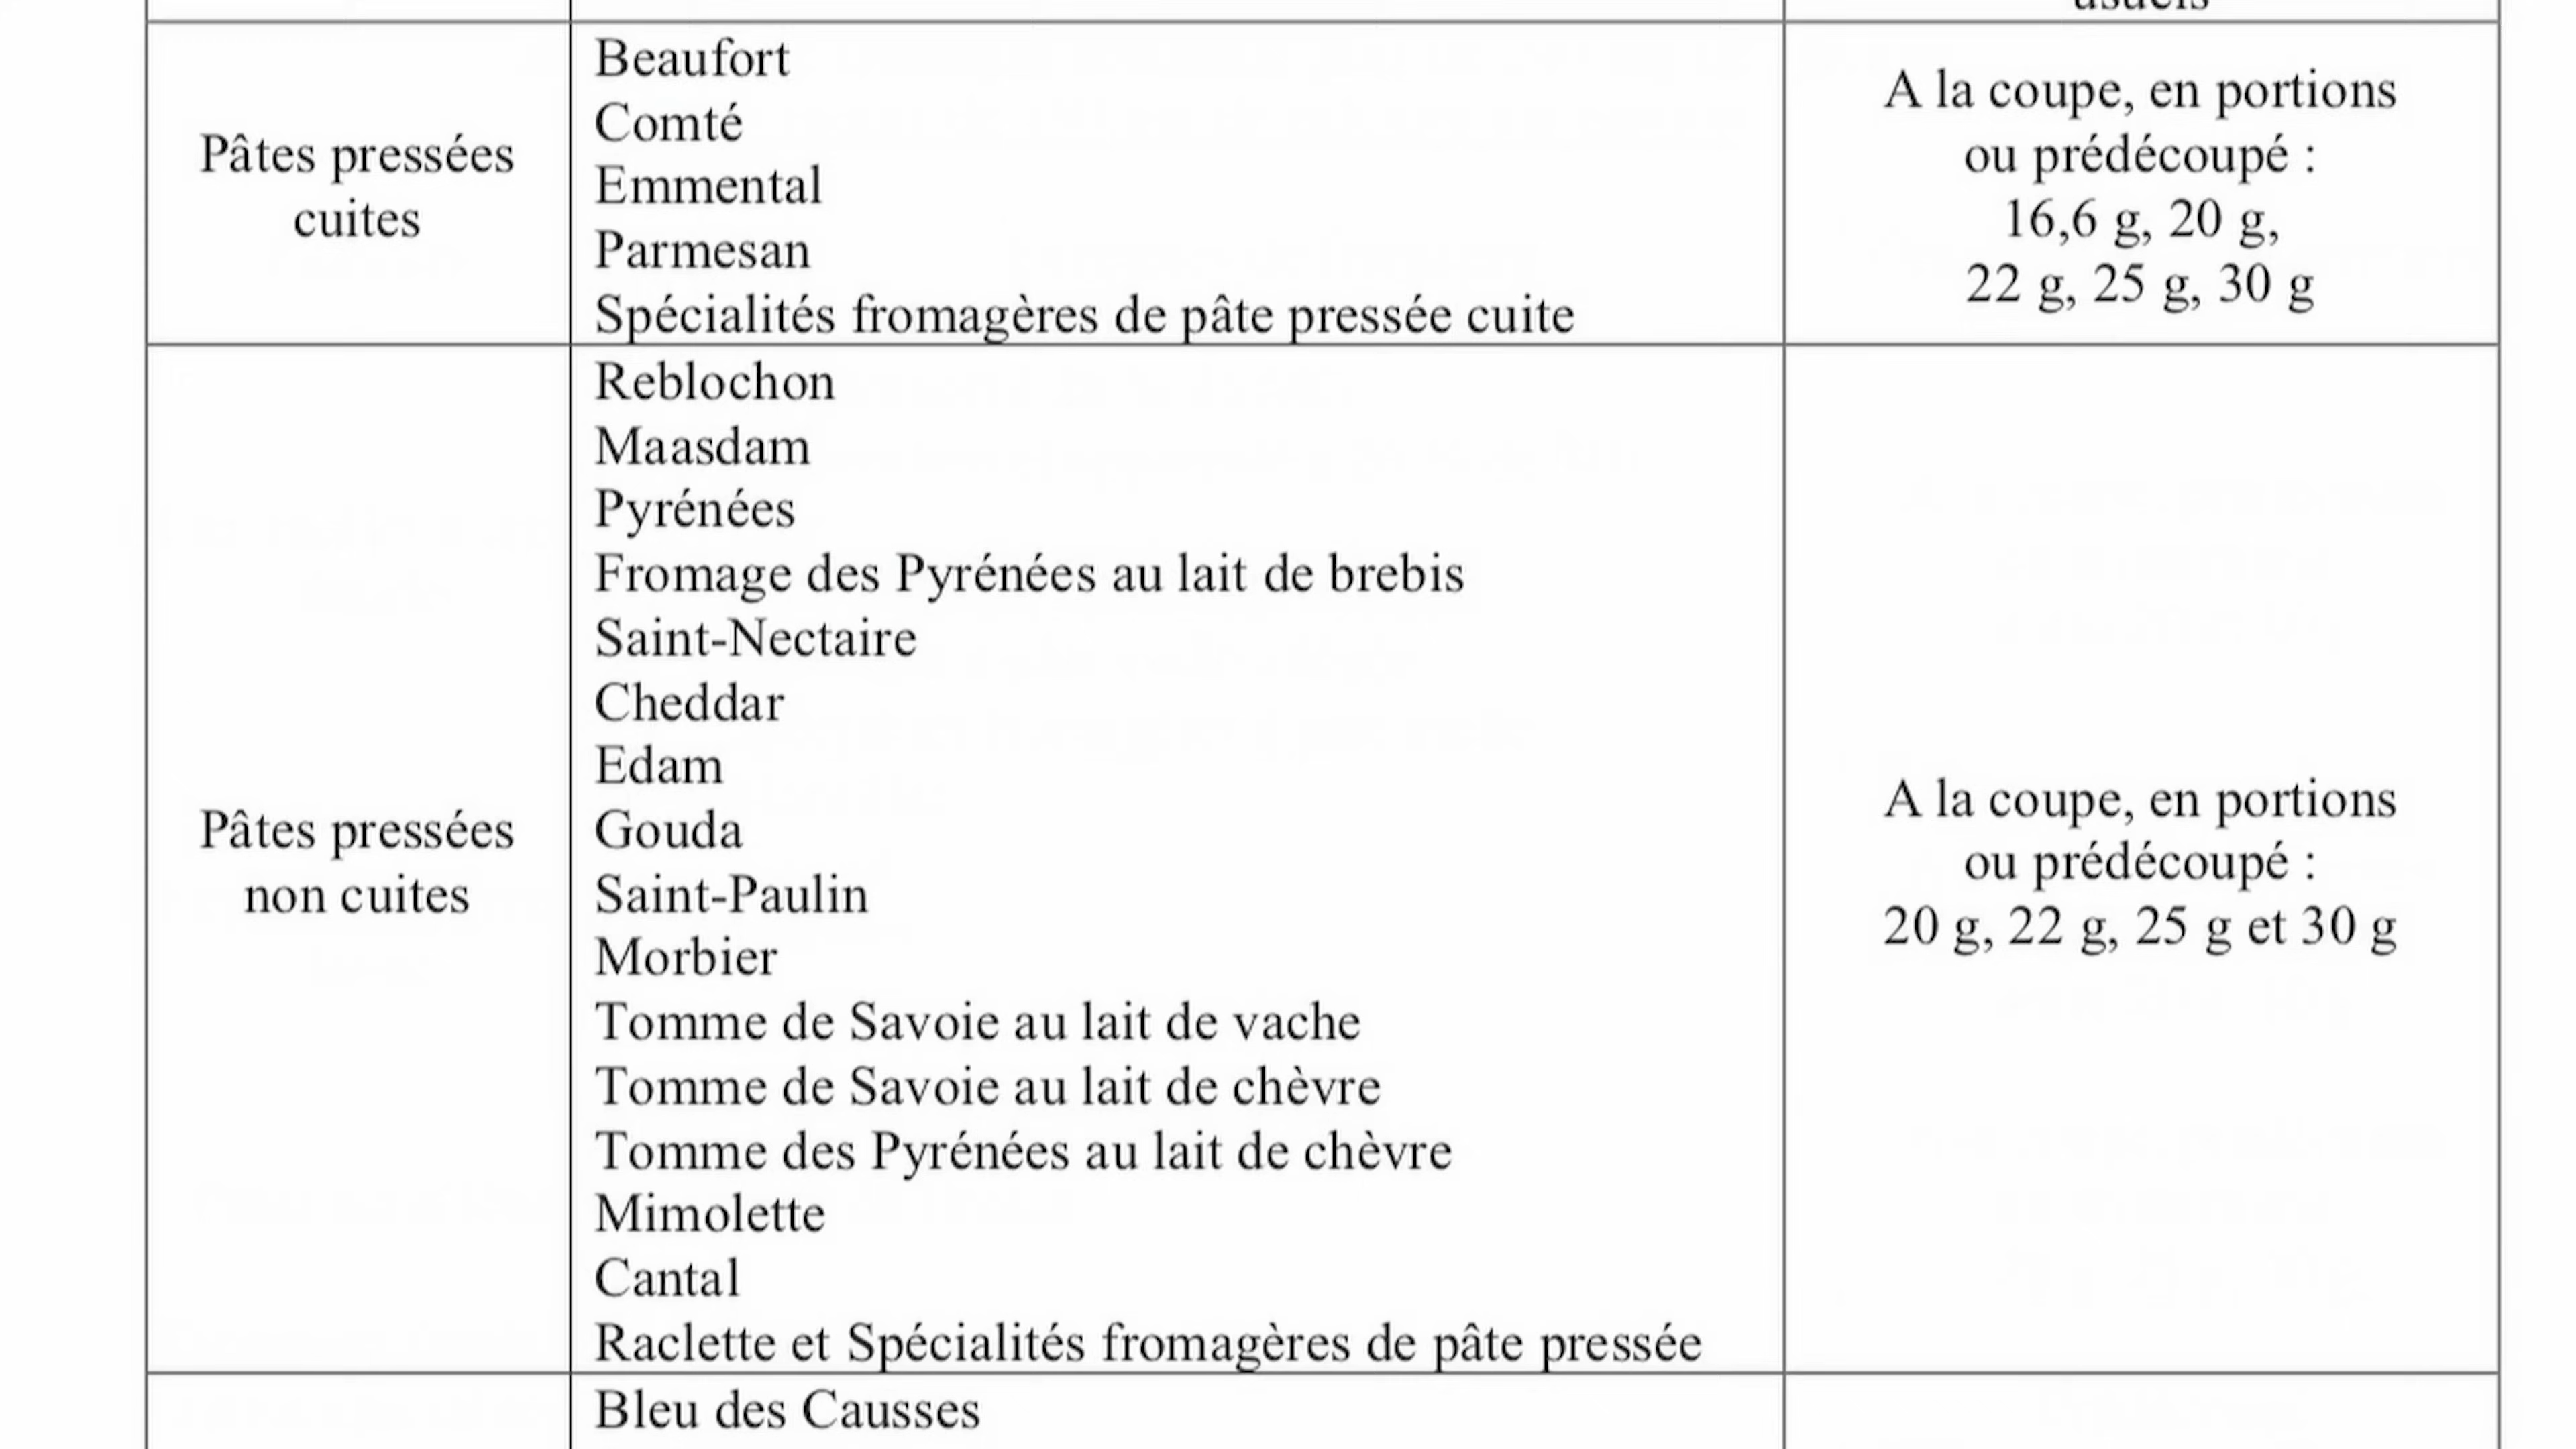 usuels
Pâtes pressées
cuites
Beaufort
Comté
Emmental
Parmesan
Spécialités fromagères de pâte pressée cuite
A la coupe, en portions
ou prédécoupé :
16,6 g, 20 g,
22 g, 25 g, 30 g
Pâtes pressées
non cuites
Reblochon
Maasdam
Pyrénées
Fromage des Pyrénées au lait de brebis
Saint-Nectaire
Cheddar
Edam
Gouda
Saint-Paulin
Morbier
Tomme de Savoie au lait de vache
Tomme de Savoie au lait de chèvre
Tomme des Pyrénées au lait de chèvre
Mimolette
Cantal
Raclette et Spécialités fromagères de pâte pressée
A la coupe, en portions
ou prédécoupé :
20 g, 22 g, 25 g et 30 g
Bleu des Causses